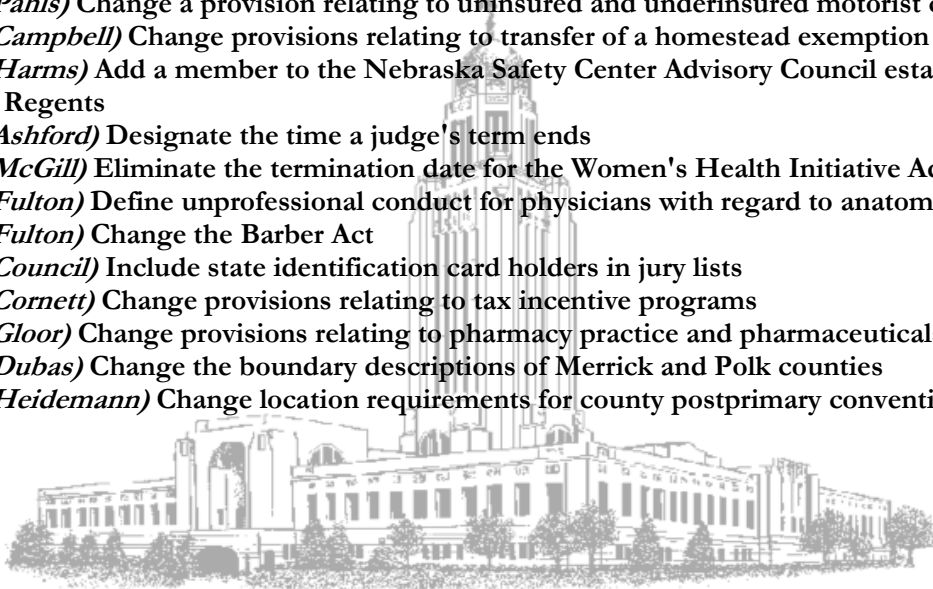 Pahls) Change a provision relating to uninsured and underinsured motorist
Campbell) Change provisions relating to transfer of a homestead exemption
Harms) Add a member to the Nebraska Safety Center Advisory Council esta
Regents
Ashford) Designate the time a judge's term ends
McGill) Eliminate the termination date for the Women's Health Initiative A
Fulton) Define unprofessional conduct for physicians with regard to anatom
Fulton) Change the Barber Act
Council) Include state identification card holders in jury lists
Cornett) Change provisions relating to tax incentive programs
Gloor) Change provisions relating to pharmacy practice and pharmaceutical
Dubas) Change the boundary descriptions of Merrick and Polk counties
Heidemann) Change location requirements for county postprimary conventi